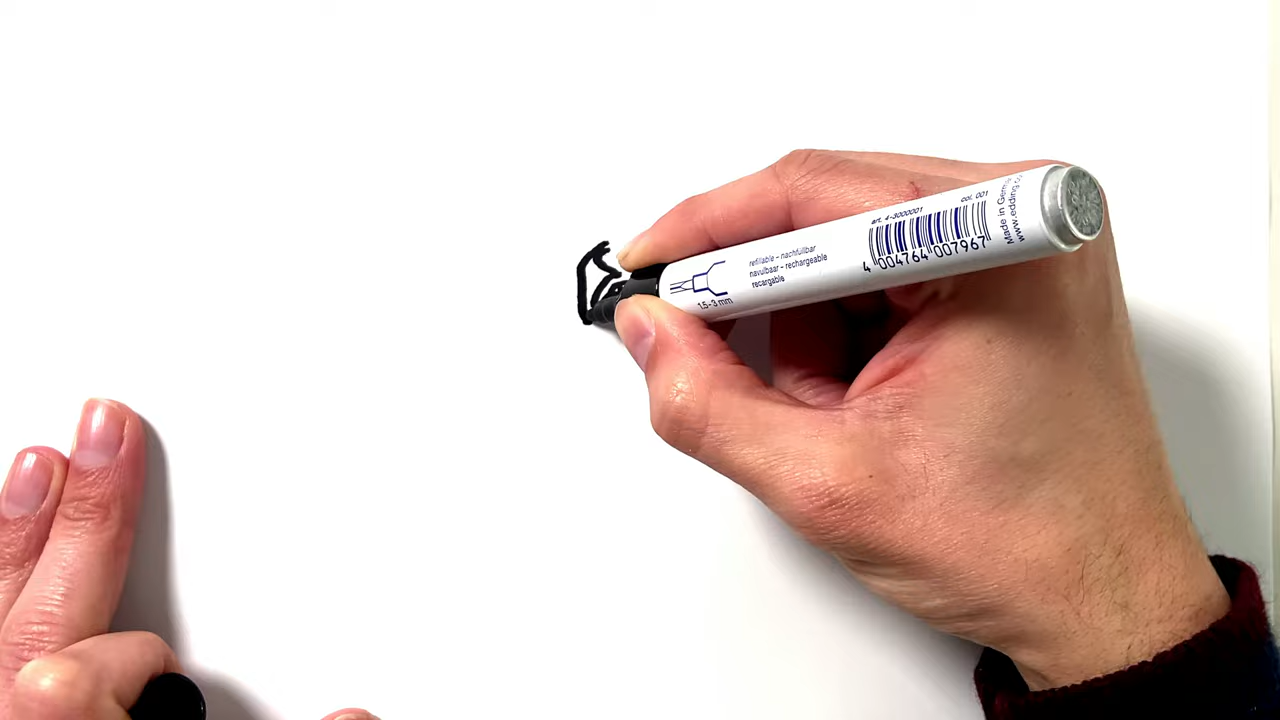 art. 4-3000001 col. 001
4 004764 007967
Made in Germ
www.edding.co
refillable – nachfüllbar
navulbaar – rechargeable
recargable
1.5–3 mm